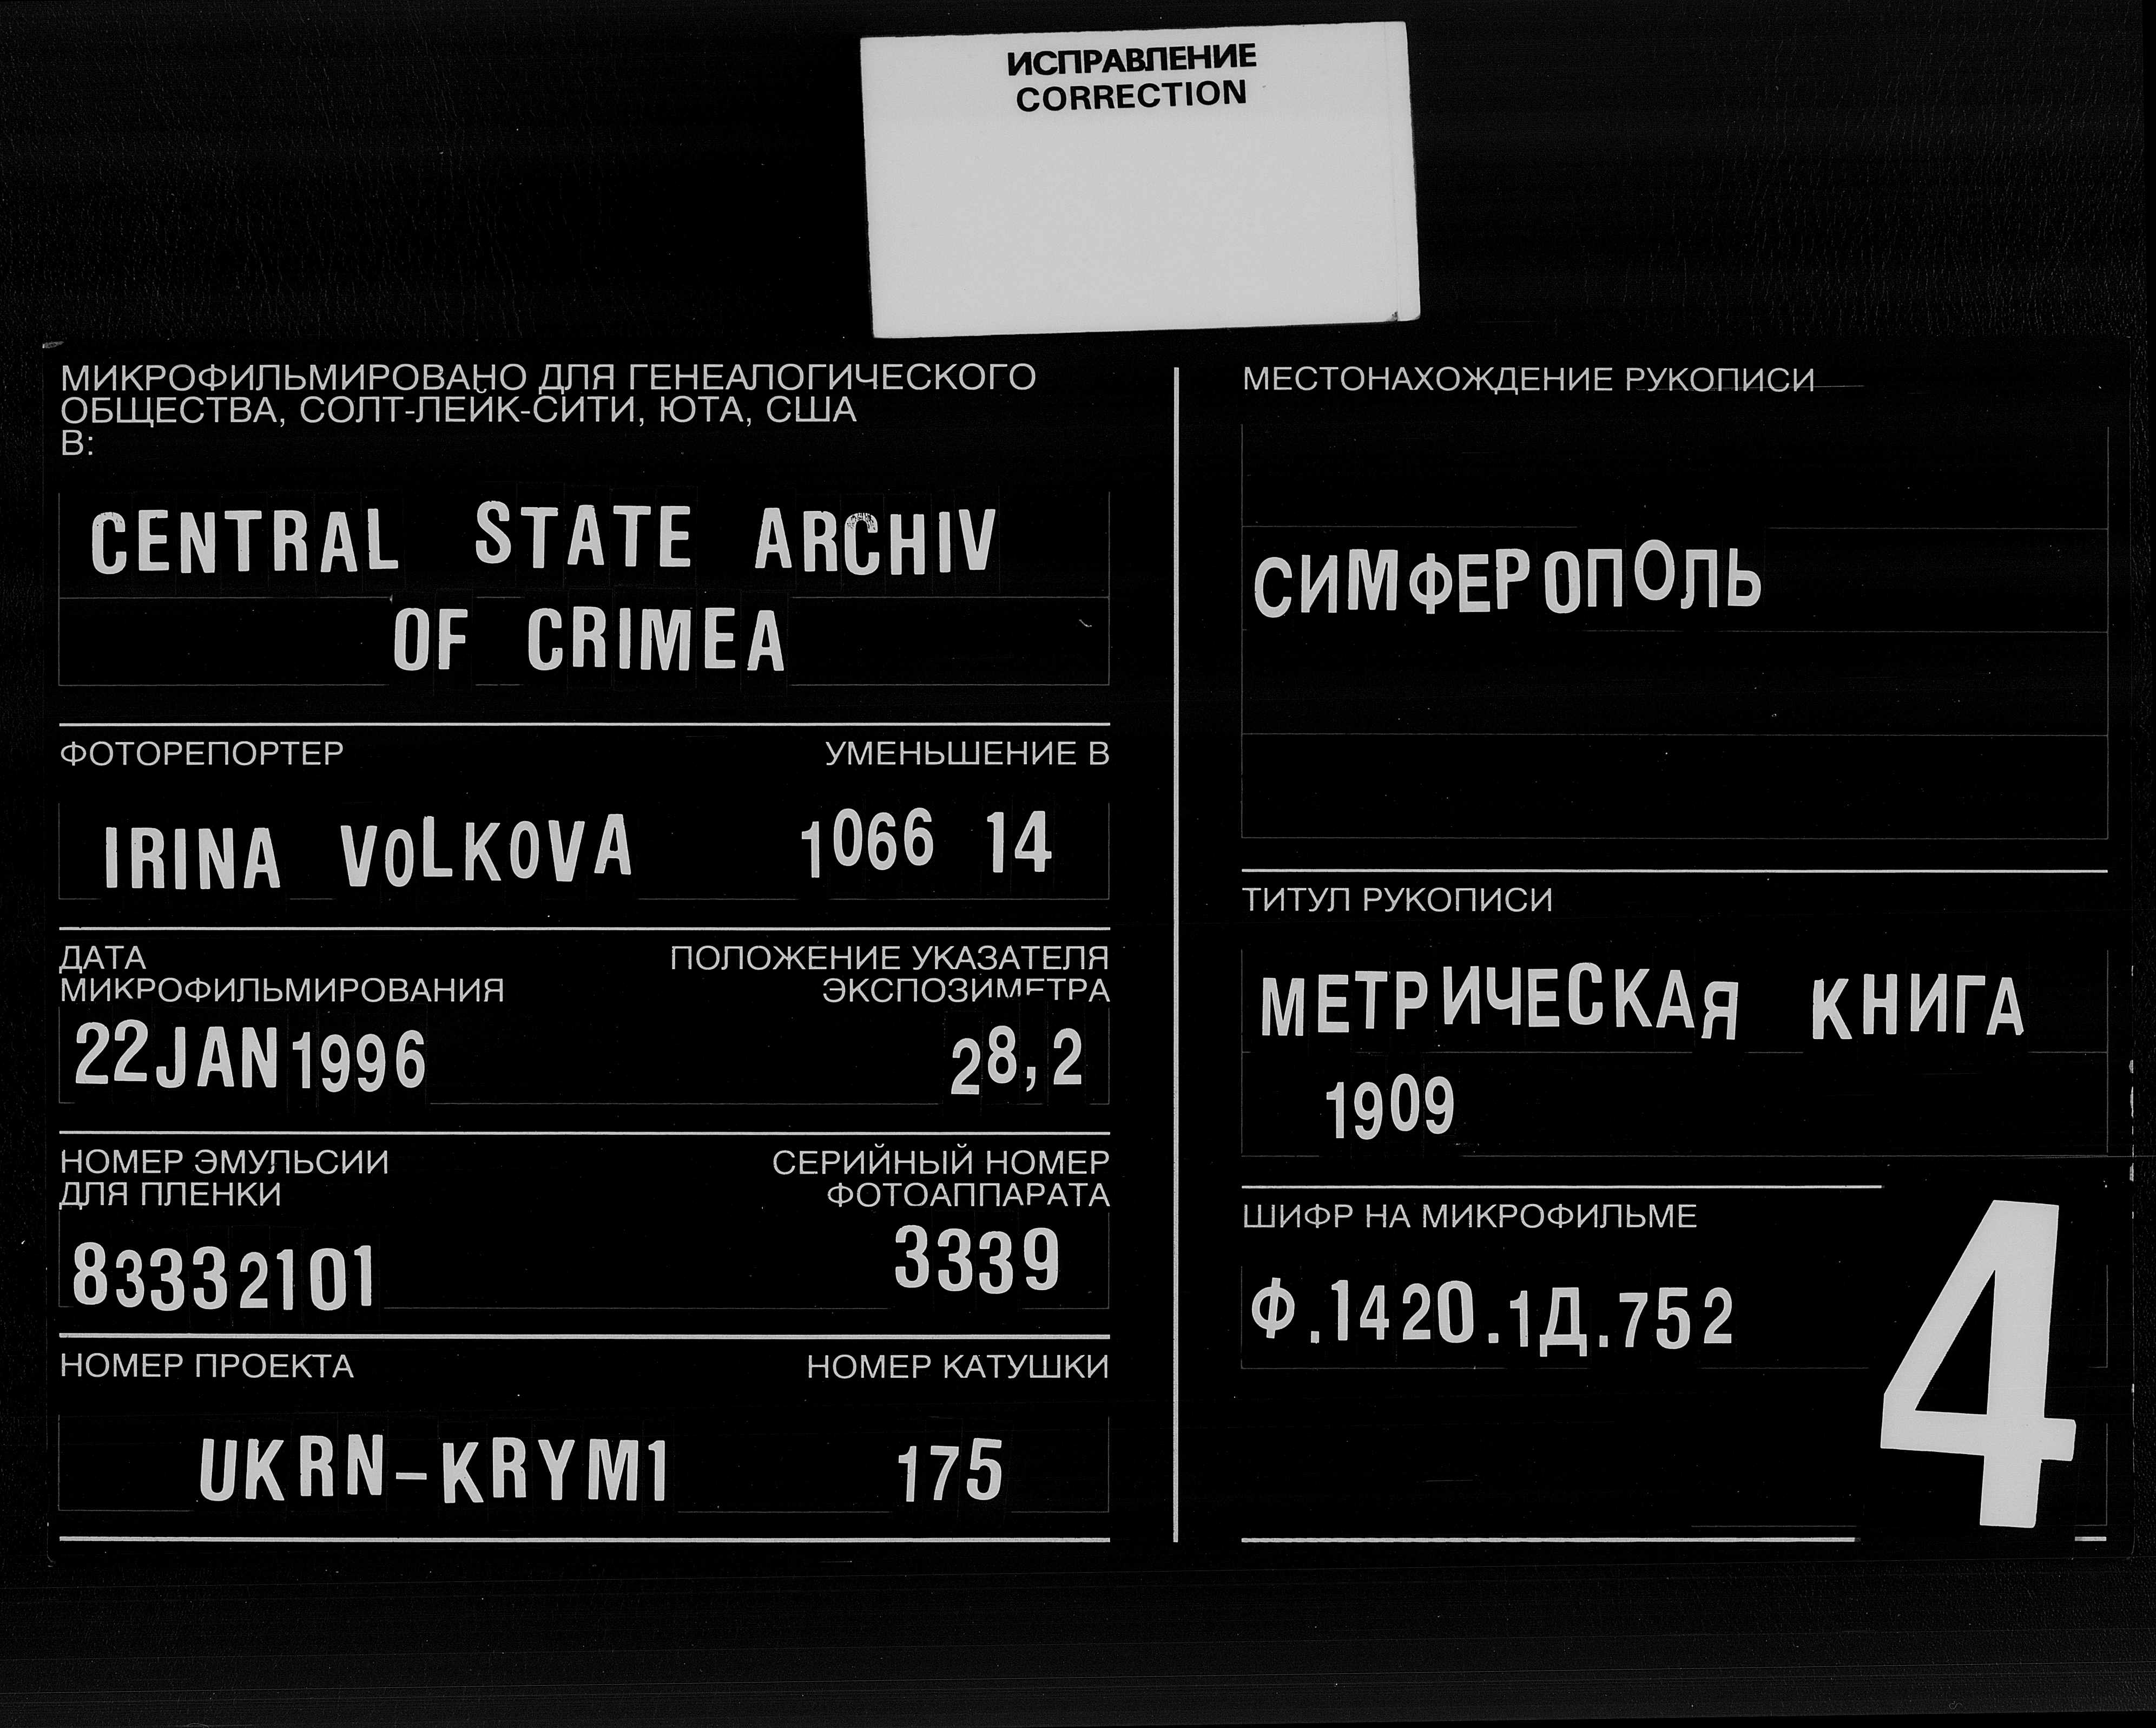 ИСПРАВЛЕНИЕ
CORRECTION
МИКРОФИЛЬМИРОВАНО ДЛЯ ГЕНЕАЛОГИЧЕСКОГО
ОБЩЕСТВА, СОЛТ-ЛЕЙК-СИТИ, ЮТА, США
В:
CENTRAL STATE ARCHIV
OF CRIMEA
ФОТОРЕПОРТЕР УМЕНЬШЕНИЕ В
IRINA VOLKOVA 1066 14
ДАТА
МИКРОФИЛЬМИРОВАНИЯ
ПОЛОЖЕНИЕ УКАЗАТЕЛЯ
ЭКСПОЗИМЕТРА
22JAN1996 28,2
НОМЕР ЭМУЛЬСИИ
ДЛЯ ПЛЕНКИ
СЕРИЙНЫЙ НОМЕР
ФОТОАППАРАТА
83332101 3339
НОМЕР ПРОЕКТА НОМЕР КАТУШКИ
UKRN-KRYM1 175
МЕСТОНАХОЖДЕНИЕ РУКОПИСИ
СИМФЕРОПОЛЬ
ТИТУЛ РУКОПИСИ
МЕТРИЧЕСКАЯ КНИГА
1909
ШИФР НА МИКРОФИЛЬМЕ
Ф.1420.1Д.752
4